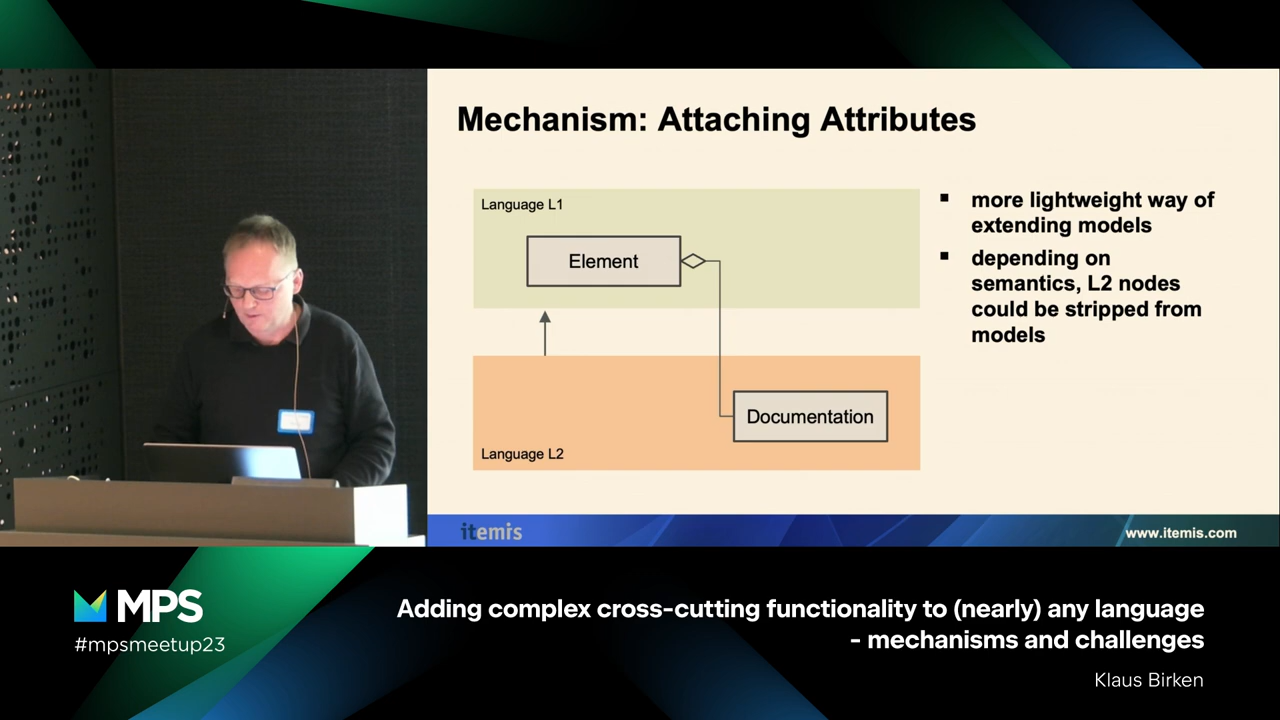 Mechanism: Attaching Attributes
Language L1
Element
Documentation
Language L2
▪ more lightweight way of
extending models
▪ depending on
semantics, L2 nodes
could be stripped from
models
itemis
www.itemis.com
MPS
#mpsmeetup23
Adding complex cross-cutting functionality to (nearly) any language
- mechanisms and challenges
Klaus Birken